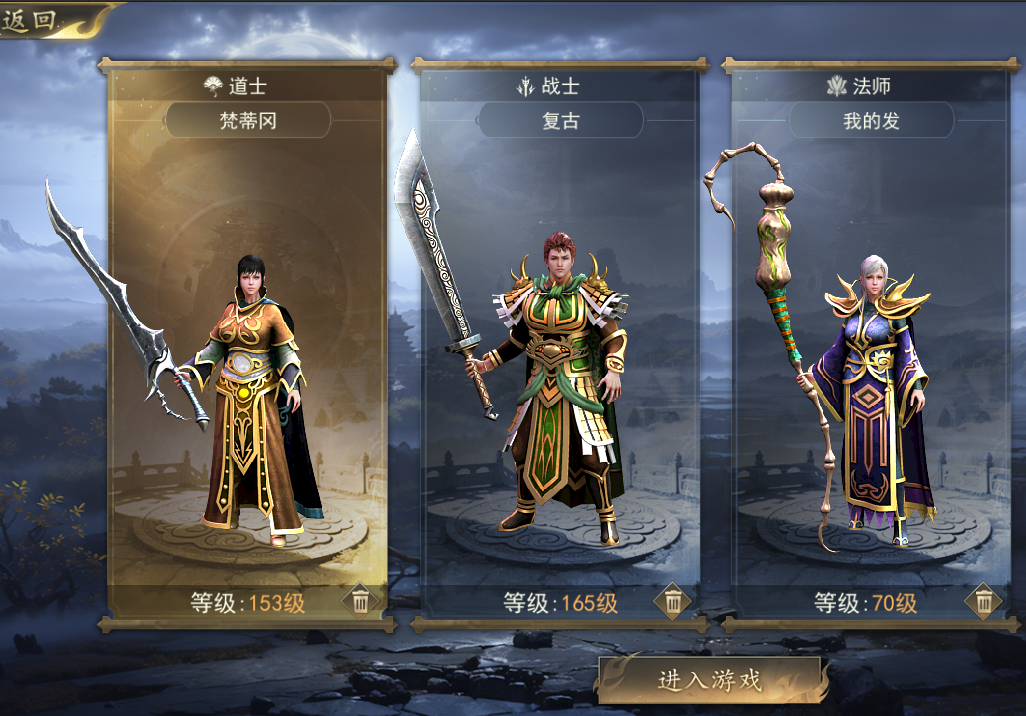 返回
道士
梵蒂冈
等级:153级
战士
复古
等级:165级
法师
我的发
等级:70级
进入游戏